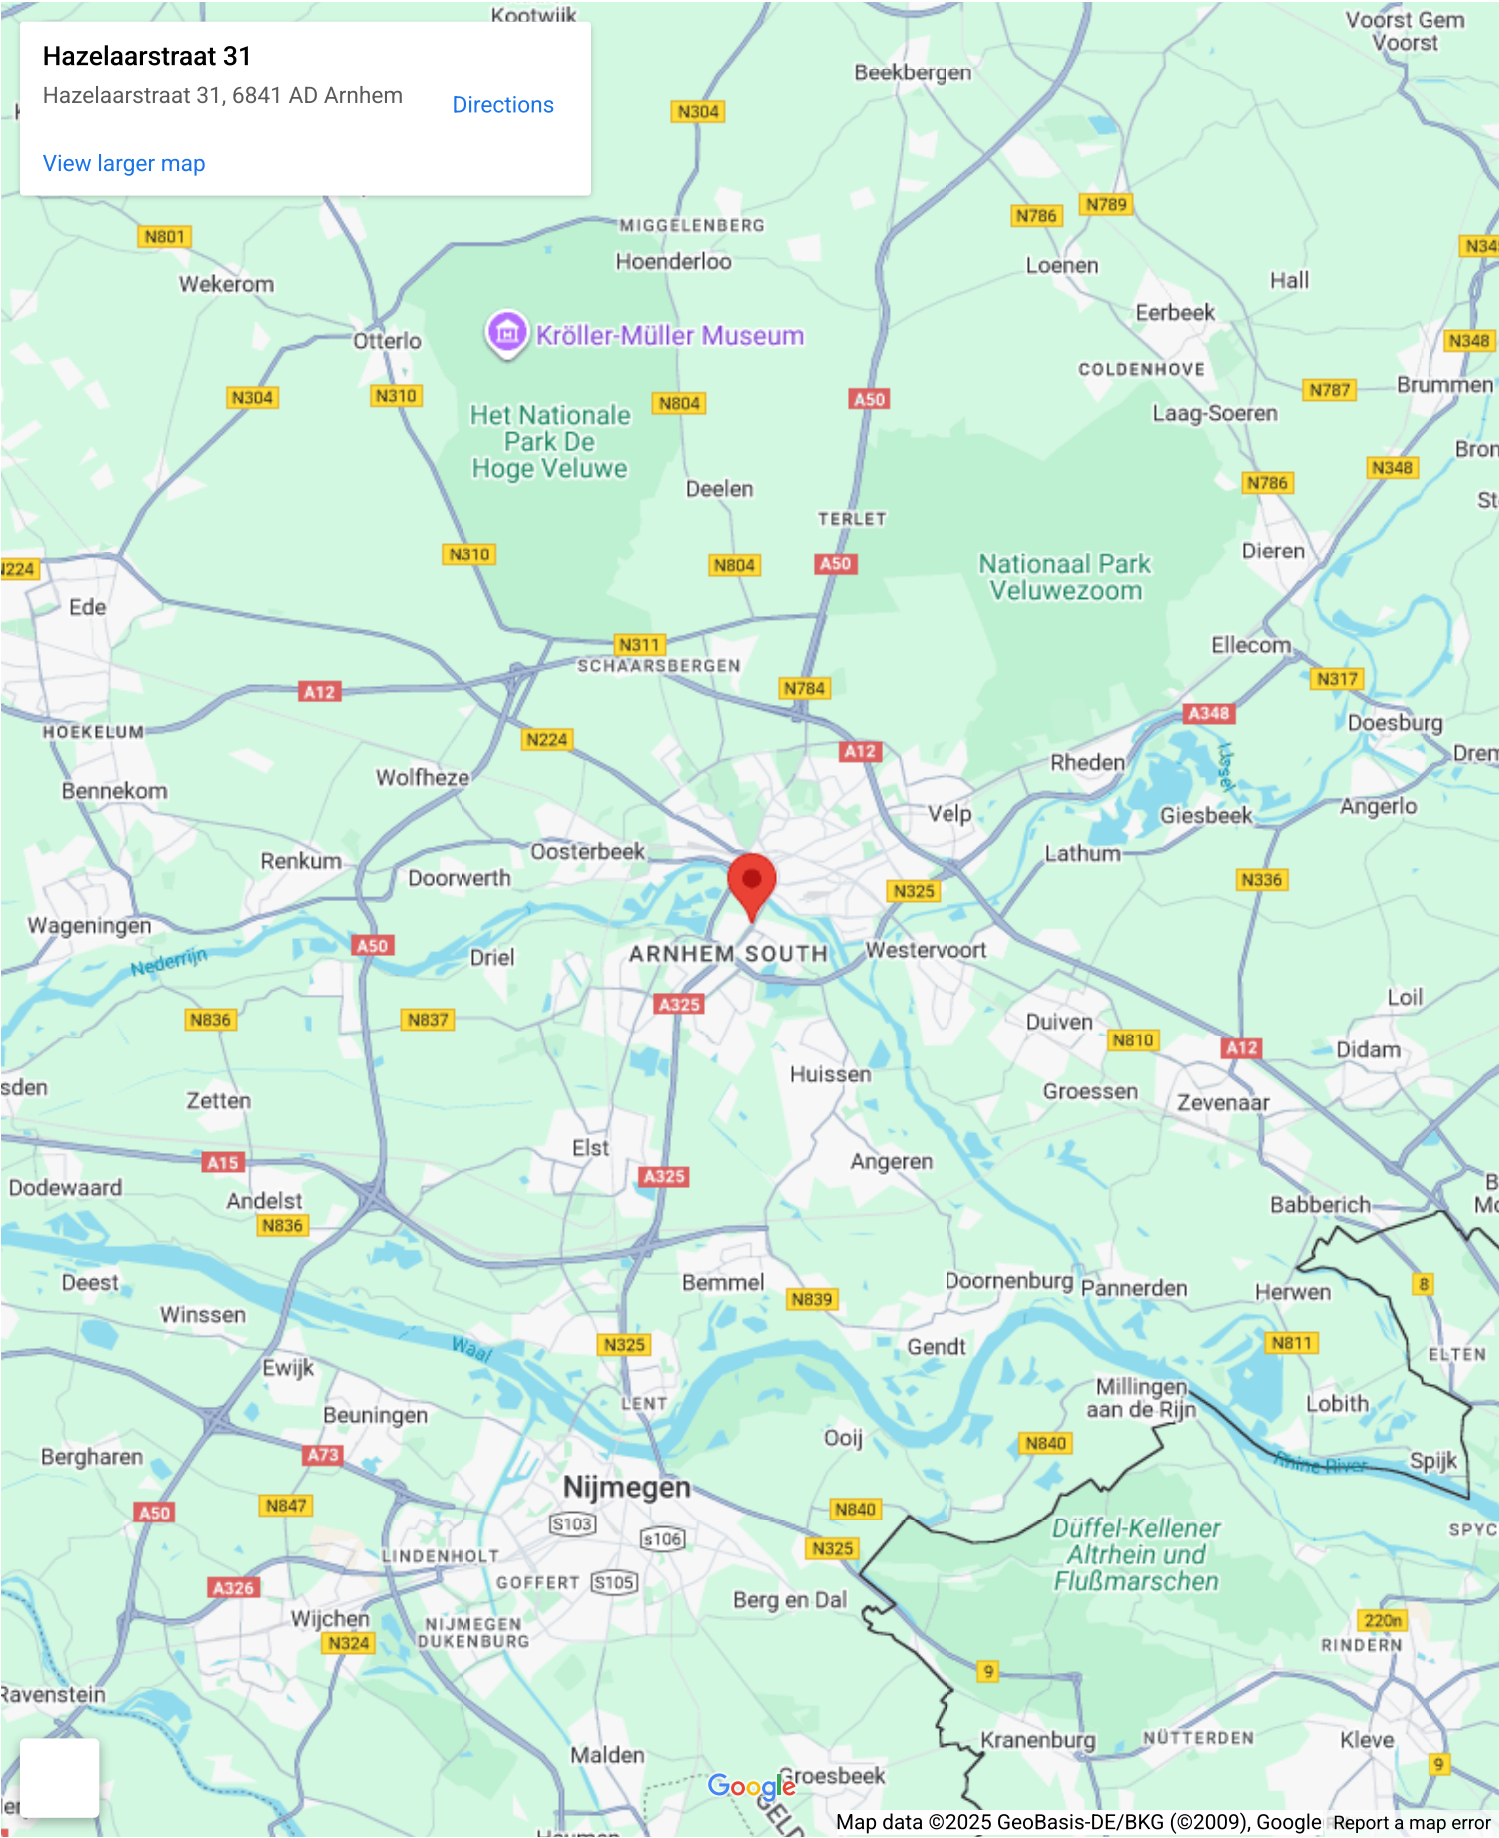 Kootwijk
Voorst Gem
Voorst
Hazelaarstraat 31
Hazelaarstraat 31, 6841 AD Arnhem
Directions
View larger map
Beekbergen
N304
N789
N786
MIGGELENBERG
N801
Hoenderloo
Loenen
Hall
Wekerom
Eerbeek
Kröller-Müller Museum
Otterlo
N348
COLDENHOVE
N304
N310
N804
A50
N787
Brummen
Het Nationale
Park De
Hoge Veluwe
Laag-Soeren
N348
N786
Deelen
TERLET
Dieren
N310
N804
A50
Nationaal Park
Veluwezoom
N224
Ede
N311
Ellecom
SCHAARSBERGEN
N317
A12
N784
A348
Doesburg
HOEKELUM
N224
A12
IJssel
Rheden
Wolfheze
Bennekom
Velp
Giesbeek
Angerlo
Oosterbeek
Lathum
Renkum
Doorwerth
N325
N336
Wageningen
A50
ARNHEM SOUTH
Westervoort
Nederrijn
Driel
A325
Loil
N836
N837
Duiven
N810
A12
Didam
Huissen
Groessen
Zetten
Zevenaar
Elst
A15
A325
Angeren
Dodewaard
Andelst
N836
Babberich
Deest
Bemmel
N839
Doornenburg
Pannerden
Herwen
8
Winssen
Waal
N325
Gendt
N811
ELTEN
Ewijk
Millingen
aan de Rijn
LENT
Lobith
Beuningen
Ooij
N840
Bergharen
A73
Rhine River
Spijk
Nijmegen
A50
N847
S103
s106
N840
N325
Düffel-Kellener
Altrhein und
Flußmarschen
LINDENHOLT
GOFFERT
S105
A326
Berg en Dal
Wijchen
N324
NIJMEGEN
DUKENBURG
220n
RINDERN
9
Ravenstein
Kranenburg
NÜTTERDEN
Kleve
Malden
9
Google
Groesbeek
Map data ©2025 GeoBasis-DE/BKG (©2009), Google
Report a map error